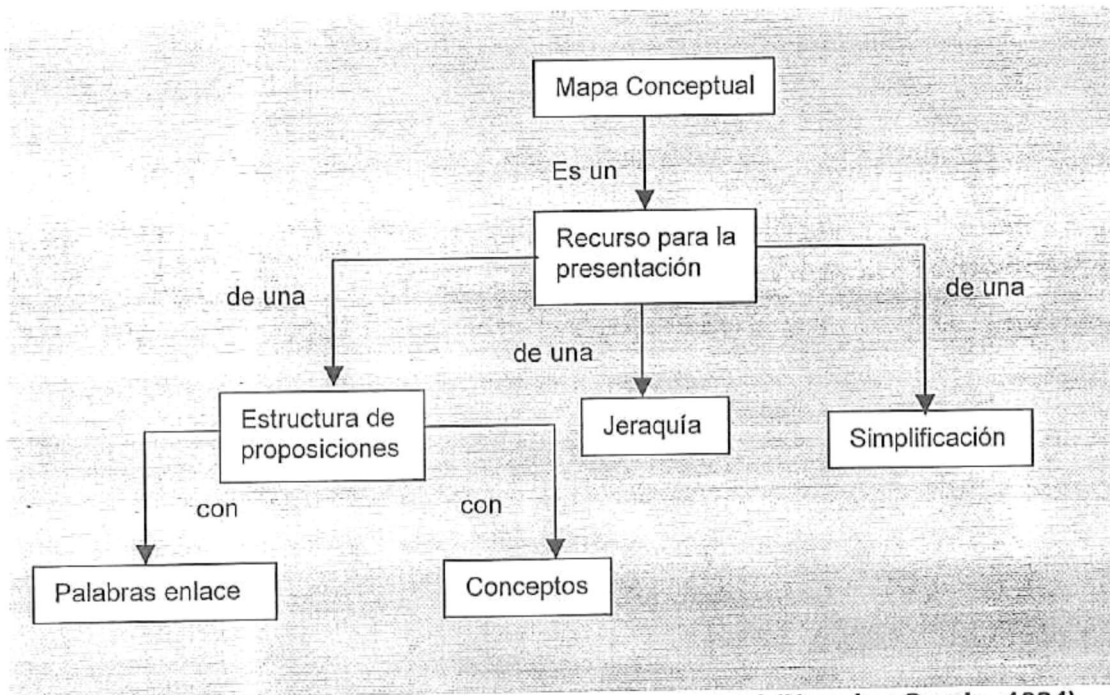 Mapa Conceptual
Es un
Recurso para la
presentación
de una
de una
de una
Estructura de
proposiciones
Jeraquía
Simplificación
con
con
Palabras enlace
Conceptos